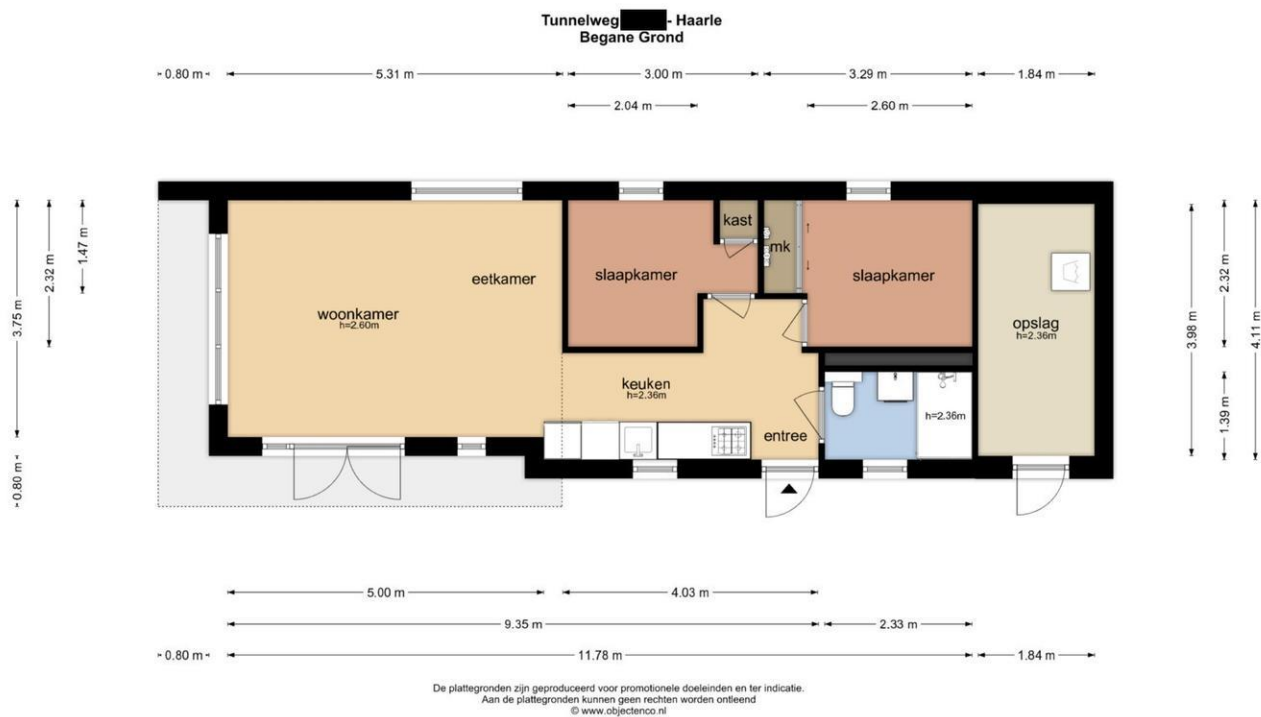 Tunnelweg - Haarle
Begane Grond
0.80 m
5.31 m
3.00 m
3.29 m
1.84 m
2.04 m
2.60 m
3.75 m
2.32 m
1.47 m
0.80 m
kast
mk
slaapkamer
slaapkamer
eetkamer
woonkamer
h=2.60m
opslag
h=2.36m
keuken
h=2.36m
entree
h=2.36m
3.98 m
2.32 m
1.39 m
4.11 m
5.00 m
4.03 m
9.35 m
2.33 m
0.80 m
11.78 m
1.84 m
De plattegronden zijn geproduceerd voor promotionele doeleinden en ter indicatie.
Aan de plattegronden kunnen geen rechten worden ontleend
© www.objectenco.nl